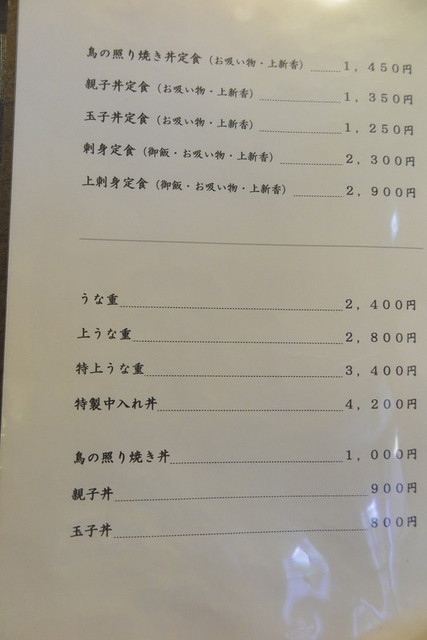 鳥の照り焼き丼定食（お吸い物・上新香）1，450円
親子丼定食（お吸い物・上新香）1，350円
玉子丼定食（お吸い物・上新香）1，250円
刺身定食（御飯・お吸い物・上新香）2，300円
上刺身定食（御飯・お吸い物・上新香）2，900円
うな重 2，400円
上うな重 2，800円
特上うな重 3，400円
特製中入れ丼 4，200円
鳥の照り焼き丼 1，000円
親子丼 900円
玉子丼 800円